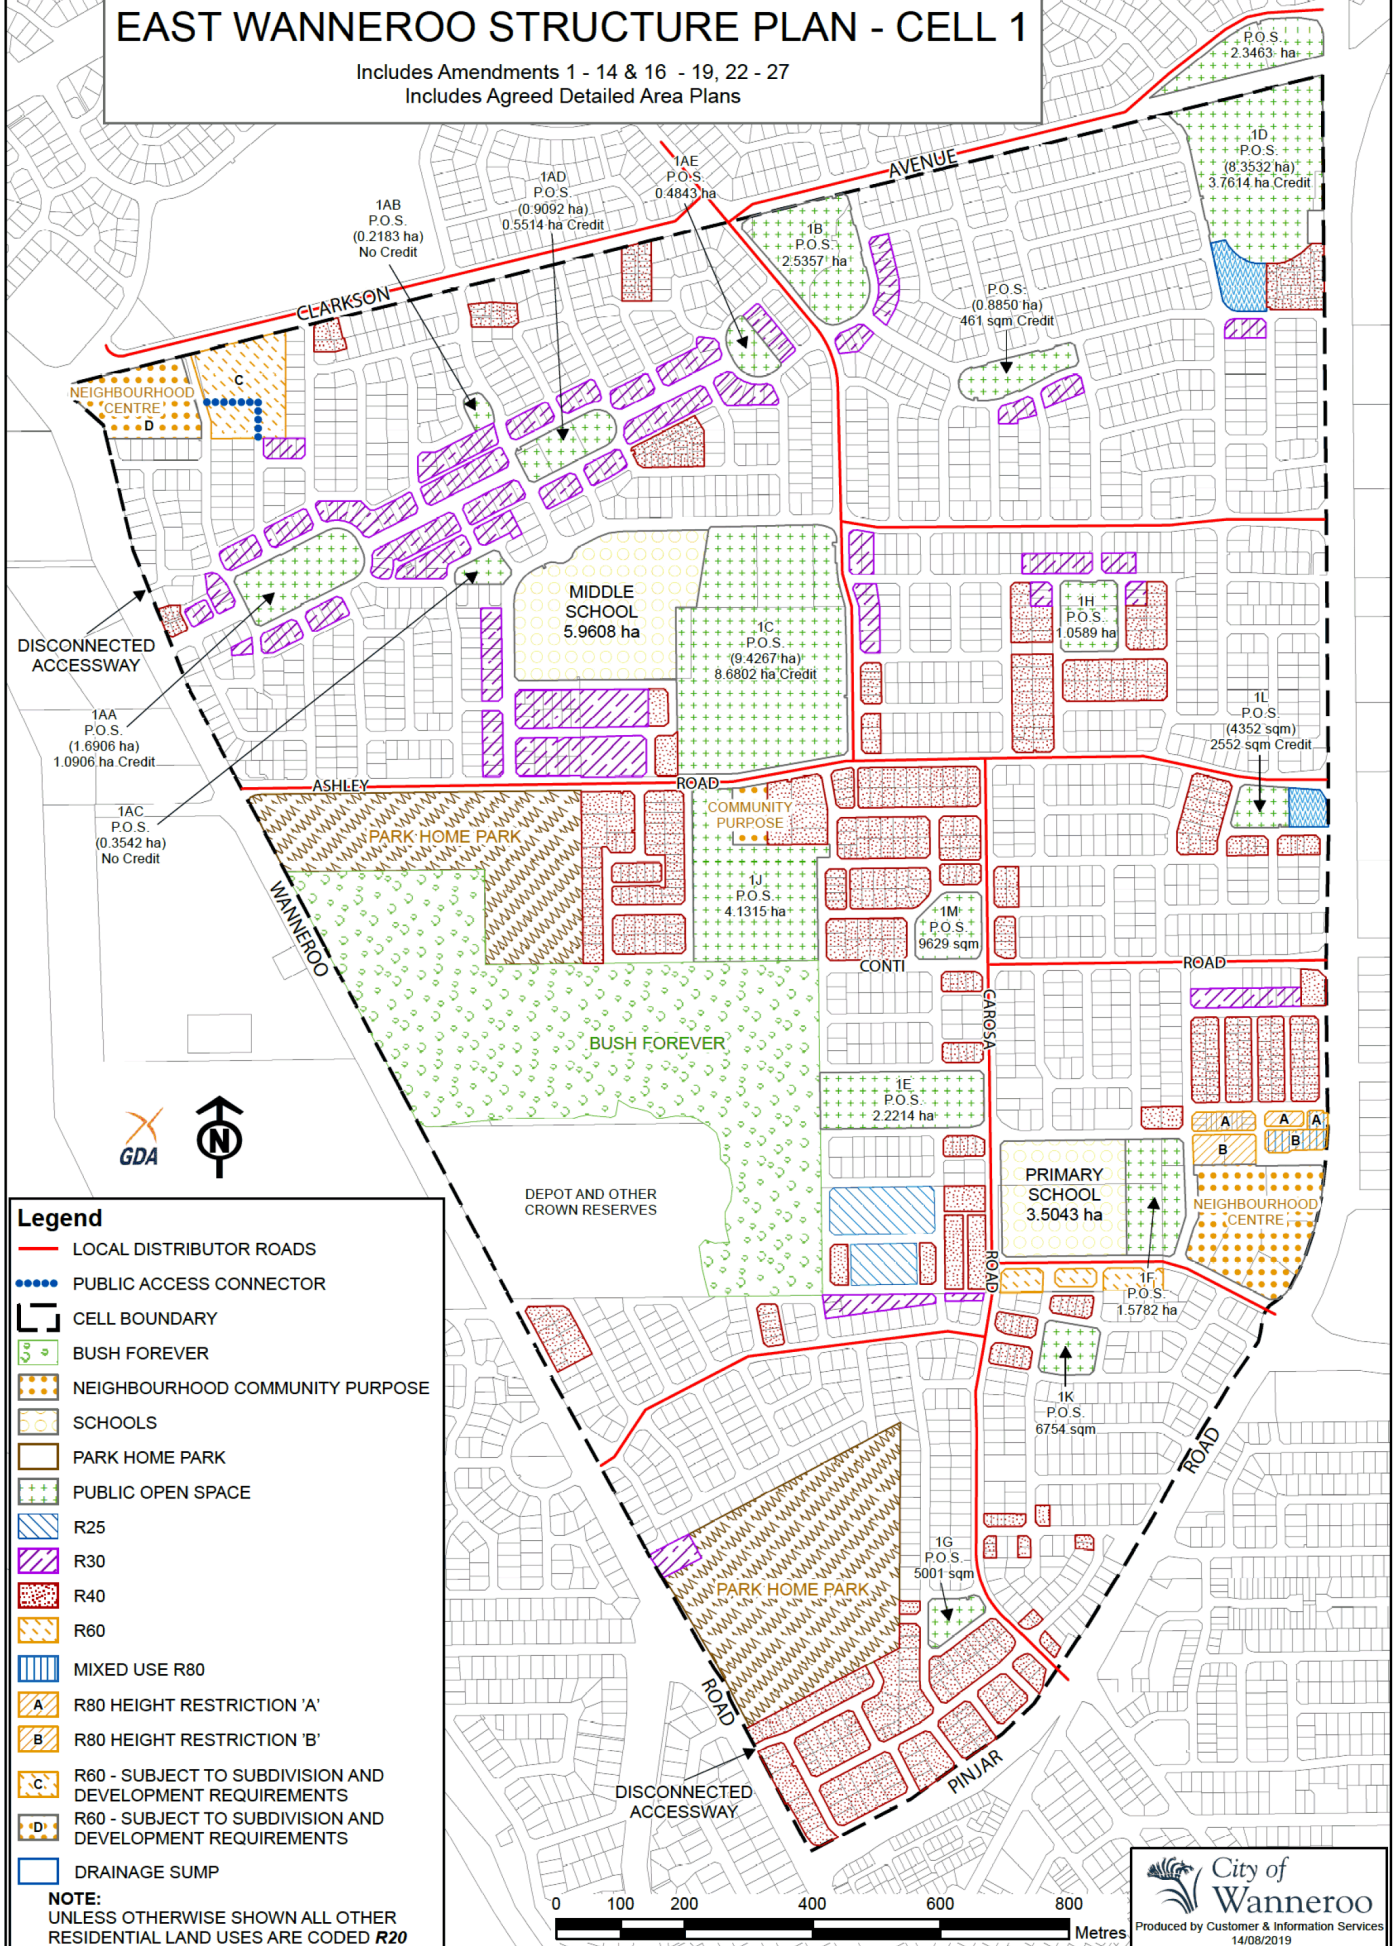 EAST WANNEROO STRUCTURE PLAN - CELL 1
Includes Amendments 1 - 14 & 16 - 19, 22 - 27
Includes Agreed Detailed Area Plans
P.O.S.
2.3463 ha
1D
P.O.S.
(8.3532 ha)
3.7614 ha Credit
AVENUE
1AE
P.O.S.
0.4843 ha
1AD
P.O.S.
(0.9092 ha)
0.5514 ha Credit
1AB
P.O.S.
(0.2183 ha)
No Credit
1B
P.O.S.
2.5357 ha
P.O.S.
(0.8850 ha)
461 sqm Credit
CLARKSON
C
NEIGHBOURHOOD
CENTRE
D
MIDDLE
SCHOOL
5.9608 ha
1C
P.O.S.
(9.4267 ha)
8.6802 ha Credit
1H
P.O.S.
1.0589 ha
DISCONNECTED
ACCESSWAY
1L
P.O.S.
(4352 sqm)
2552 sqm Credit
1AA
P.O.S.
(1.6906 ha)
1.0906 ha Credit
1AC
P.O.S.
(0.3542 ha)
No Credit
ASHLEY
ROAD
PARK HOME PARK
COMMUNITY
PURPOSE
1J
P.O.S.
4.1315 ha
1M
P.O.S.
9629 sqm
WANNEROO
CONTI
ROAD
CAROSA
BUSH FOREVER
1E
P.O.S.
2.2214 ha
A
A
A
B
B
GDA
N
DEPOT AND OTHER
CROWN RESERVES
PRIMARY
SCHOOL
3.5043 ha
NEIGHBOURHOOD
CENTRE
ROAD
1F
P.O.S.
1.5782 ha
1K
P.O.S.
6754 sqm
ROAD
1G
P.O.S.
5001 sqm
PARK HOME PARK
ROAD
PINJAR
DISCONNECTED
ACCESSWAY
Legend
LOCAL DISTRIBUTOR ROADS
PUBLIC ACCESS CONNECTOR
CELL BOUNDARY
BUSH FOREVER
NEIGHBOURHOOD COMMUNITY PURPOSE
SCHOOLS
PARK HOME PARK
PUBLIC OPEN SPACE
R25
R30
R40
R60
MIXED USE R80
A R80 HEIGHT RESTRICTION 'A'
B R80 HEIGHT RESTRICTION 'B'
C R60 - SUBJECT TO SUBDIVISION AND
DEVELOPMENT REQUIREMENTS
D R60 - SUBJECT TO SUBDIVISION AND
DEVELOPMENT REQUIREMENTS
DRAINAGE SUMP
NOTE:
UNLESS OTHERWISE SHOWN ALL OTHER
RESIDENTIAL LAND USES ARE CODED R20
0 100 200 400 600 800
Metres
City of
Wanneroo
Produced by Customer & Information Services
14/08/2019